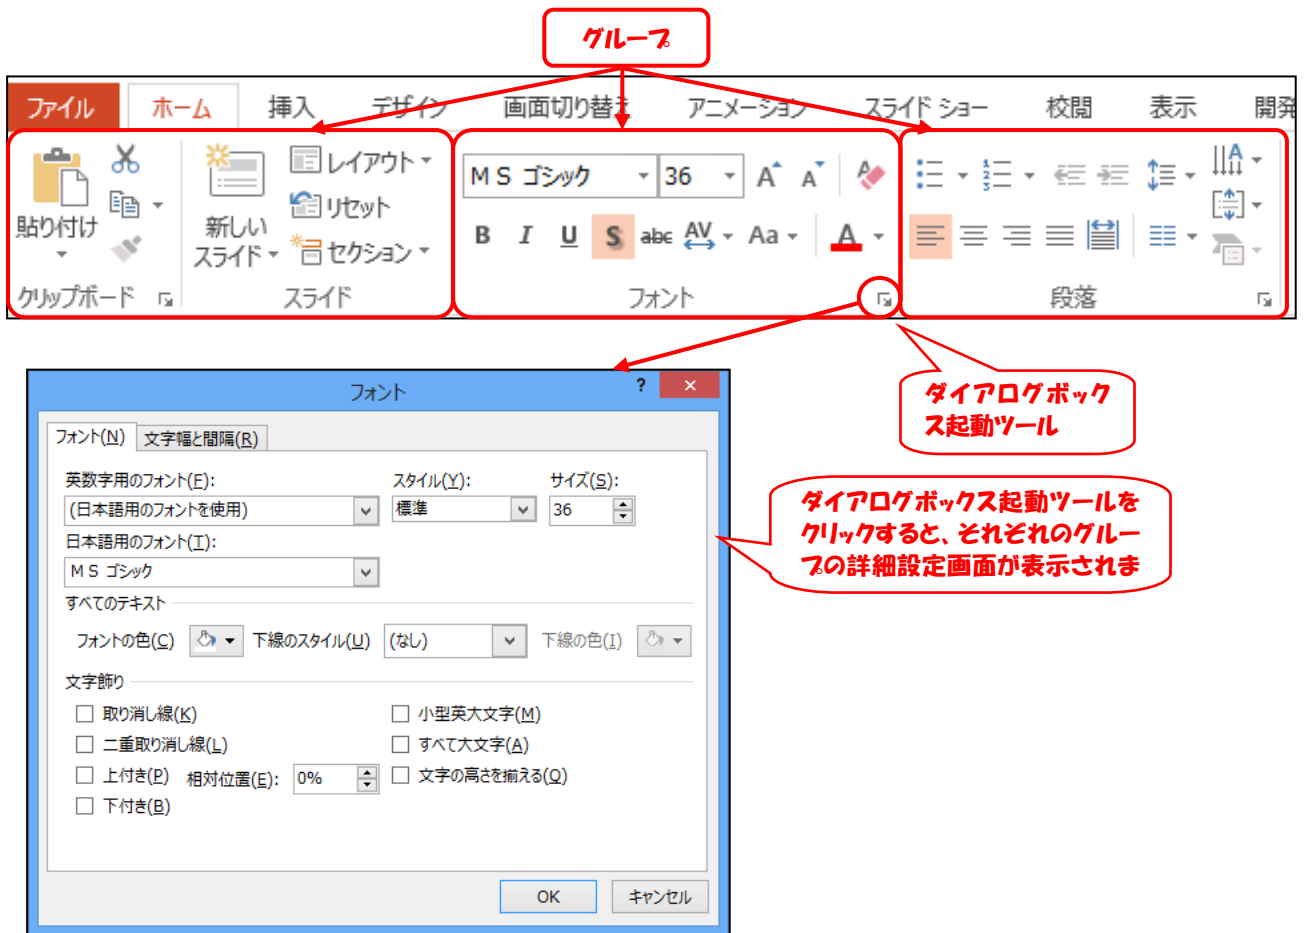 グループ
ファイル ホーム 挿入 デザイン 画面切り替え アニメーション スライド ショー 校閲 表示 開発
貼り付け
新しい
スライド
レイアウト
リセット
セクション
クリップボード
スライド
ＭＳ ゴシック 36 A A A
B I U S abc AV Aa A
フォント
A
段落
ダイアログボック
ス起動ツール
フォント ? ×
フォント(N) 文字幅と間隔(R)
英数字用のフォント(F): スタイル(Y): サイズ(S):
(日本語用のフォントを使用) 標準 36
日本語用のフォント(T):
ＭＳ ゴシック
すべてのテキスト
フォントの色(C) 下線のスタイル(U) (なし) 下線の色(I)
文字飾り
取り消し線(K) 小型英大文字(M)
二重取り消し線(L) すべて大文字(A)
上付き(P) 相対位置(E): 0% 文字の高さを揃える(Q)
下付き(B)
OK キャンセル
ダイアログボックス起動ツールを
クリックすると、それぞれのグルー
プの詳細設定画面が表示されま